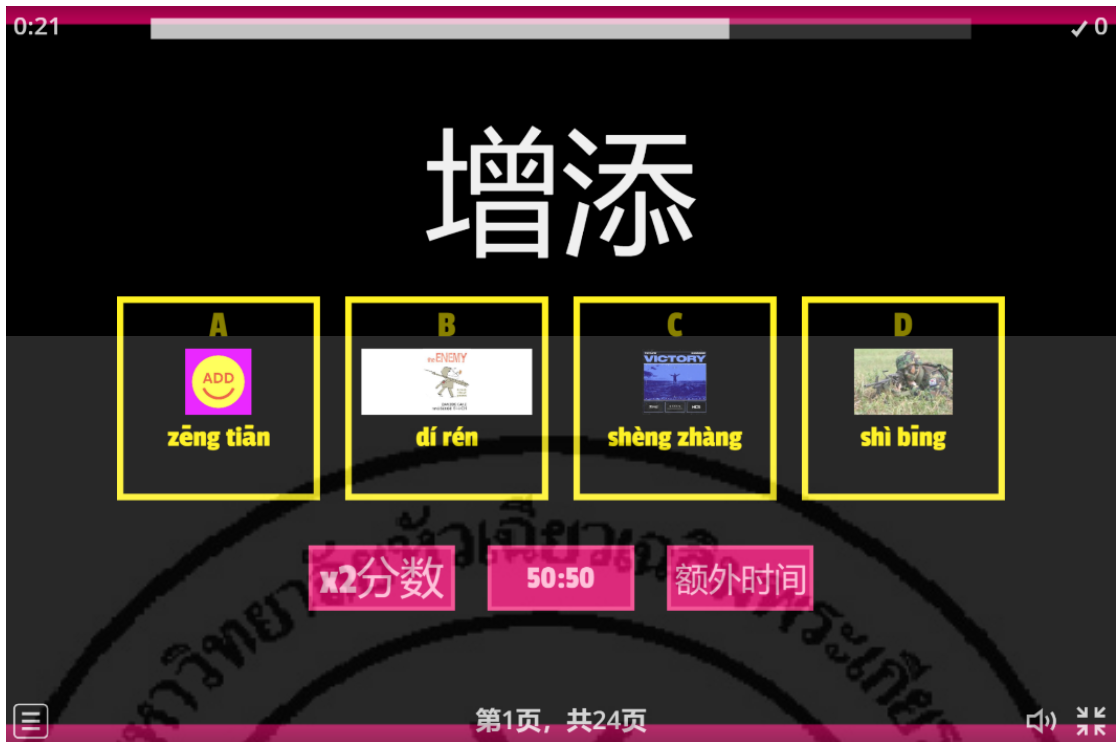 0:21
✓ 0
增添
A
B
C
D
ADD
the ENEMY
VICTORY
zēng tiān
dí rén
shèng zhàng
shì bīng
x2分数
50:50
额外时间
第1页，共24页